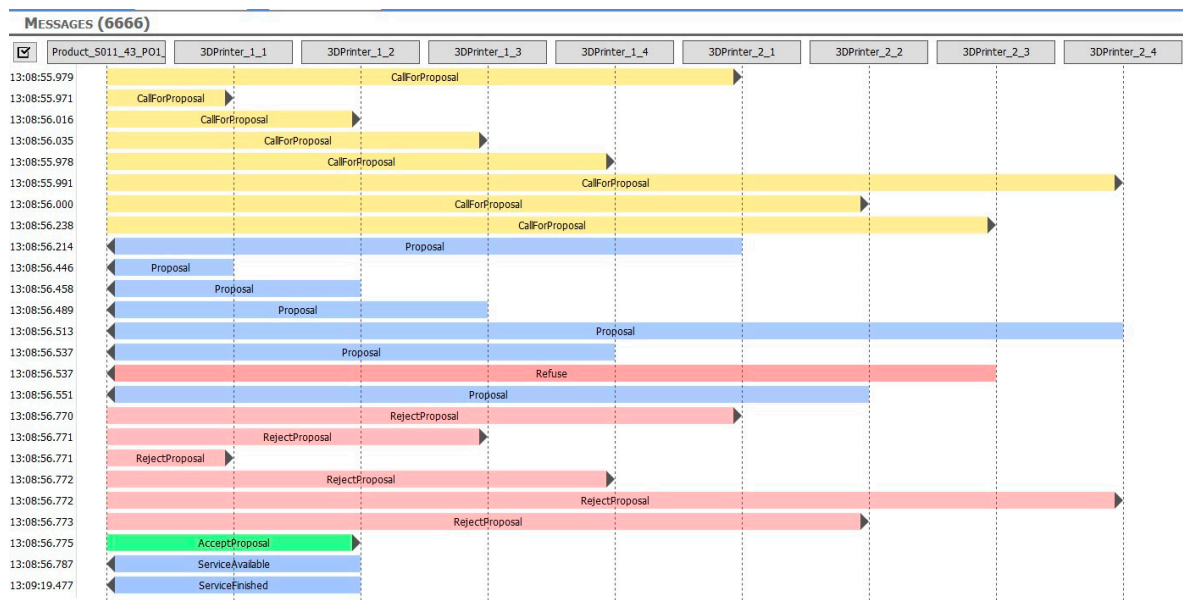 MESSAGES (6666)
Product_S011_43_PO1_ 3DPrinter_1_1 3DPrinter_1_2 3DPrinter_1_3 3DPrinter_1_4 3DPrinter_2_1 3DPrinter_2_2 3DPrinter_2_3 3DPrinter_2_4
13:08:55.979 CallForProposal
13:08:55.971 CallForProposal
13:08:56.016 CallForProposal
13:08:56.035 CallForProposal
13:08:55.978 CallForProposal
13:08:55.991 CallForProposal
13:08:56.000 CallForProposal
13:08:56.238 CallForProposal
13:08:56.214 Proposal
13:08:56.446 Proposal
13:08:56.458 Proposal
13:08:56.489 Proposal
13:08:56.513 Proposal
13:08:56.537 Proposal
13:08:56.537 Refuse
13:08:56.551 Proposal
13:08:56.770 RejectProposal
13:08:56.771 RejectProposal
13:08:56.771 RejectProposal
13:08:56.772 RejectProposal
13:08:56.772 RejectProposal
13:08:56.773 RejectProposal
13:08:56.775 AcceptProposal
13:08:56.787 ServiceAvailable
13:09:19.477 ServiceFinished